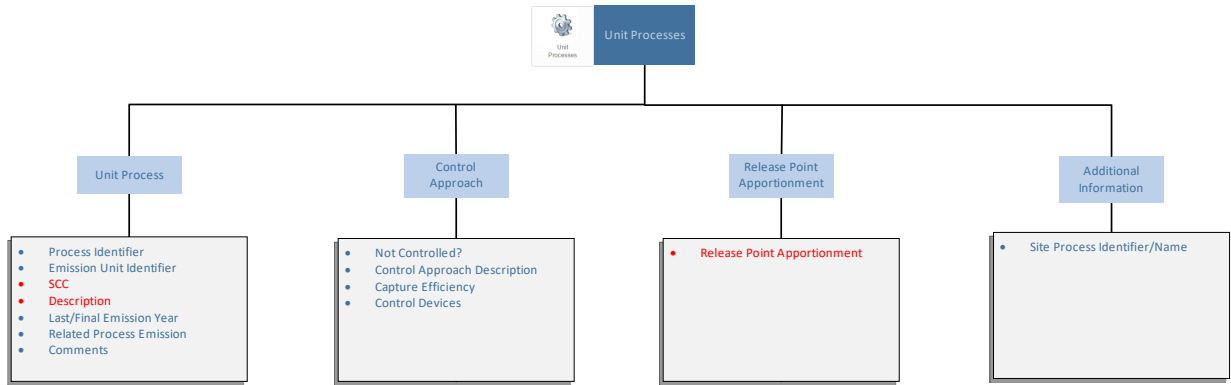 Unit
Processes
Unit Processes
Unit Process
Control
Approach
Release Point
Apportionment
Additional
Information
• Process Identifier
• Emission Unit Identifier
• SCC
• Description
• Last/Final Emission Year
• Related Process Emission
• Comments
• Not Controlled?
• Control Approach Description
• Capture Efficiency
• Control Devices
• Release Point Apportionment
• Site Process Identifier/Name